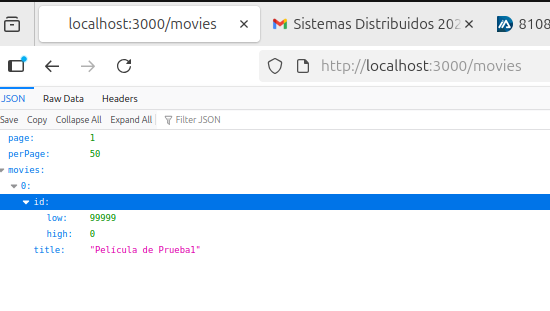 localhost:3000/movies
Sistemas Distribuidos 202
8108
http://localhost:3000/movies
JSON Raw Data Headers
Save Copy Collapse All Expand All Filter JSON
page: 1
perPage: 50
movies:
0:
id:
low: 99999
high: 0
title: "Película de Prueba1"